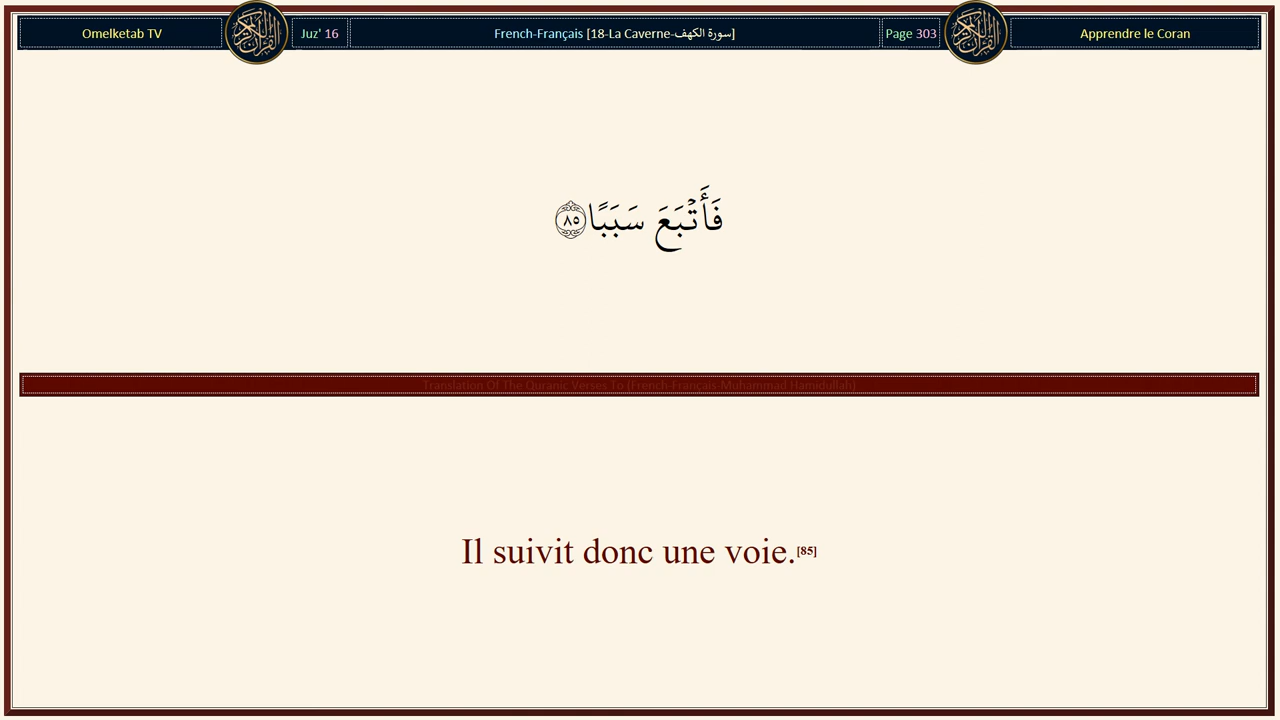 Omelketab TV
Juz' 16
French-Français [18-La Caverne-سورة الكهف]
Page 303
Apprendre le Coran
فَأَتۡبَعَ سَبَبًا ٨٥
Translation Of The Quranic Verses To (French-Français-Muhammad Hamidullah)
Il suivit donc une voie.[85]